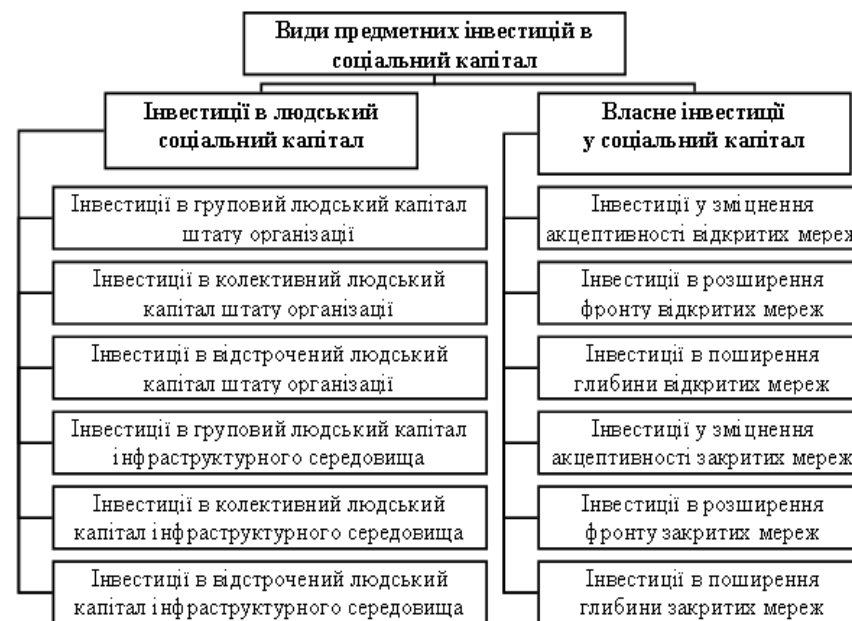 Види предметних інвестицій в
соціальний капітал
Інвестиції в людський
соціальний капітал
Інвестиції в груповий людський капітал
штату організації
Інвестиції в колективний людський
капітал штату організації
Інвестиції в відстрочений людський
капітал штату організації
Інвестиції в груповий людський капітал
інфраструктурного середовища
Інвестиції в колективний людський
капітал інфраструктурного середовища
Інвестиції в відстрочений людський
капітал інфраструктурного середовища
Власне інвестиції
у соціальний капітал
Інвестиції у зміцнення
акцептивності відкритих мереж
Інвестиції в розширення
фронту відкритих мереж
Інвестиції в поширення
глибини відкритих мереж
Інвестиції у зміцнення
акцептивності закритих мереж
Інвестиції в розширення
фронту закритих мереж
Інвестиції в поширення
глибини закритих мереж